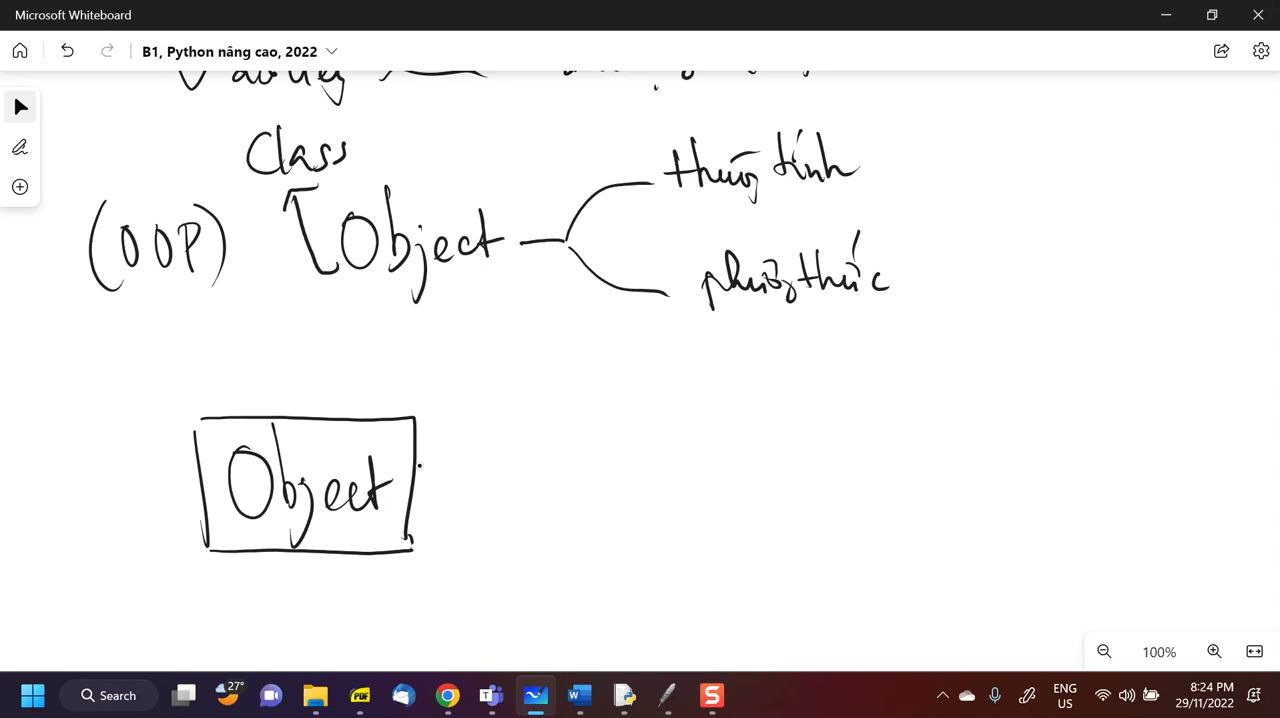 Microsoft Whiteboard
B1, Python nâng cao, 2022
Class
thuộc tính
(OOP) Object
phương thức
Object
100%
27°
Search
PDF
W
S
ENG
US
8:24 PM
29/11/2022